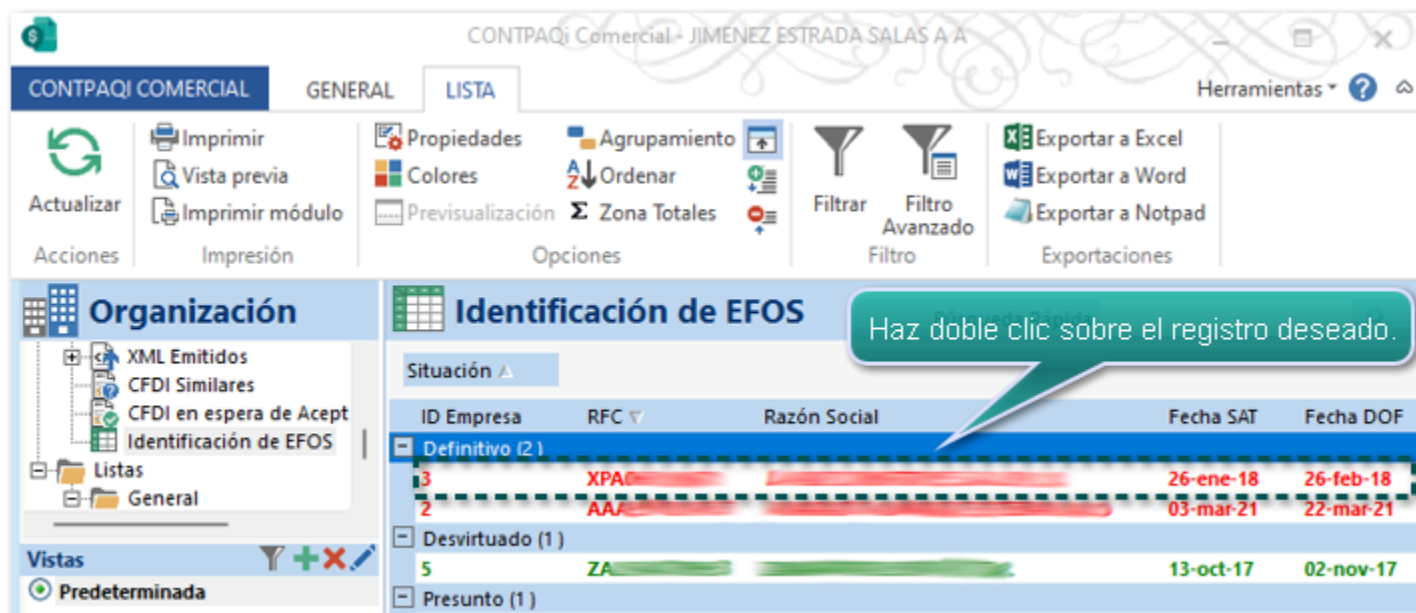 CONTPAQi Comercial - JIMENEZ ESTRADA SALAS A A
CONTPAQI COMERCIAL GENERAL LISTA Herramientas
Actualizar
Acciones
Imprimir
Vista previa
Imprimir módulo
Impresión
Propiedades
Colores
Previsualización
Agrupamiento
Ordenar
Zona Totales
Opciones
Filtrar
Filtro Avanzado
Filtro
Exportar a Excel
Exportar a Word
Exportar a Notpad
Exportaciones
Organización
XML Emitidos
CFDI Similares
CFDI en espera de Acept
Identificación de EFOS
Listas
General
Vistas
Predeterminada
Identificación de EFOS
Haz doble clic sobre el registro deseado.
Situación
ID Empresa RFC Razón Social Fecha SAT Fecha DOF
Definitivo (2)
3 XPA 26-ene-18 26-feb-18
2 AAA 03-mar-21 22-mar-21
Desvirtuado (1)
5 ZA 13-oct-17 02-nov-17
Presunto (1)